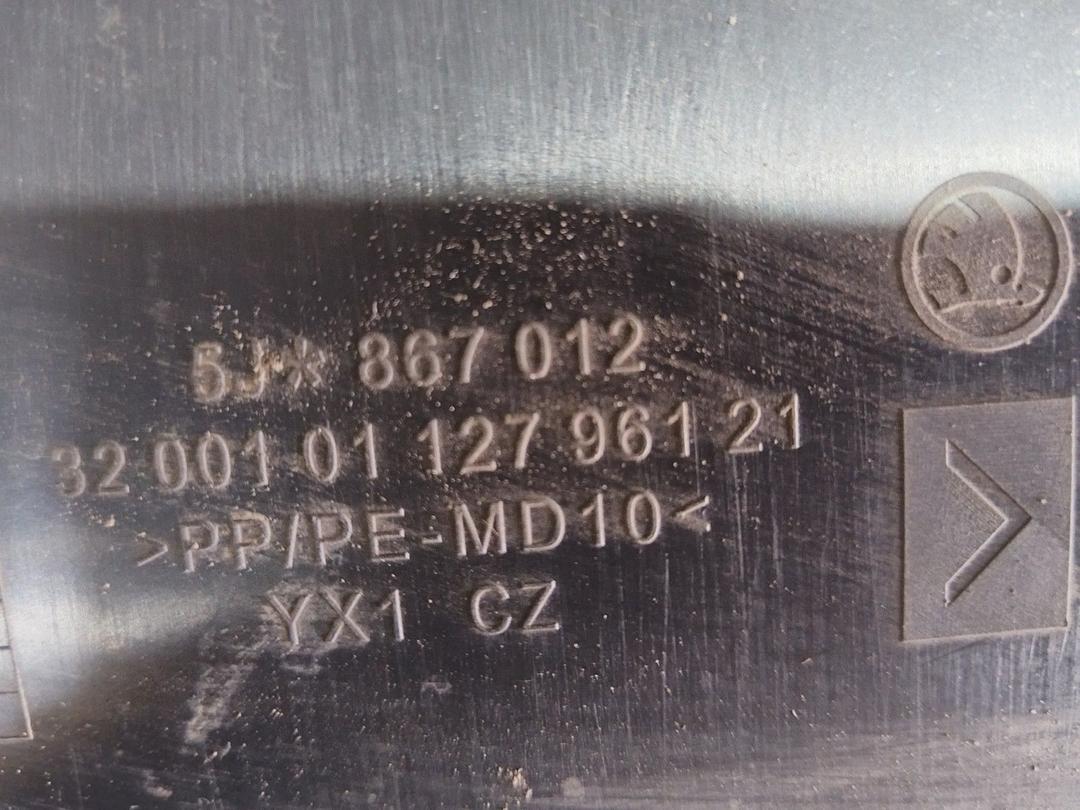 5J* 867 012
32 001 01 127 961 21
>PP/PE-MD10<
YX1 CZ